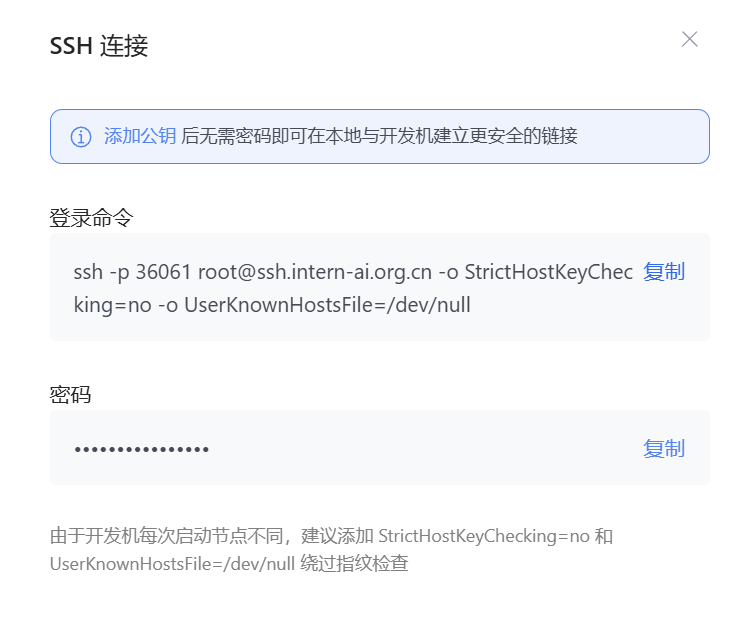 SSH 连接
添加公钥 后无需密码即可在本地与开发机建立更安全的链接
登录命令
ssh -p 36061 root@ssh.intern-ai.org.cn -o StrictHostKeyChec
复制
king=no -o UserKnownHostsFile=/dev/null
密码
••••••••••••••••
复制
由于开发机每次启动节点不同，建议添加 StrictHostKeyChecking=no 和
UserKnownHostsFile=/dev/null 绕过指纹检查